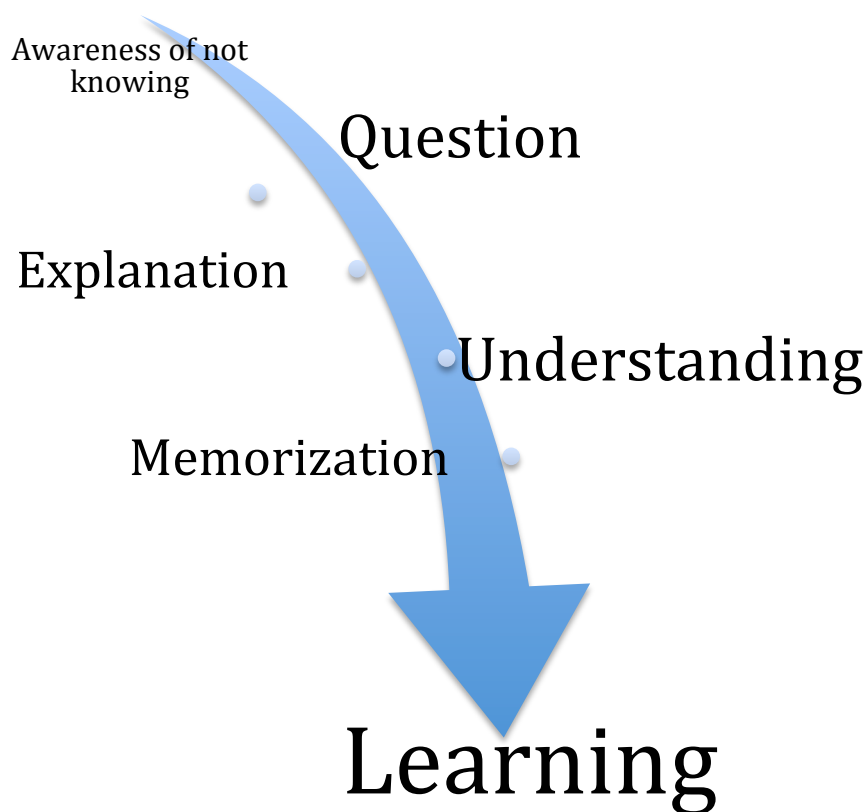 Awareness of not
knowing
Question
Explanation
Understanding
Memorization
Learning